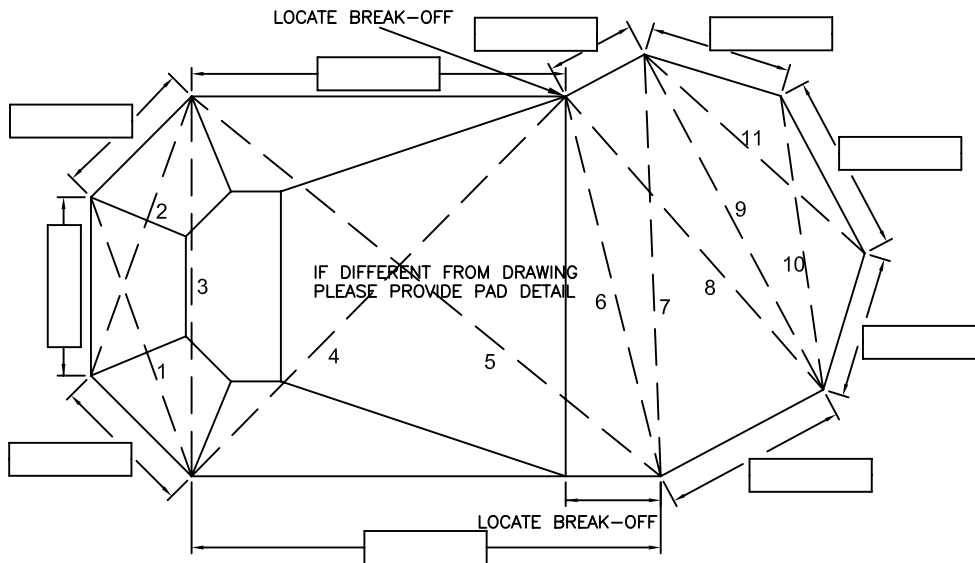 LOCATE BREAK-OFF
11
2
9
10
IF DIFFERENT FROM DRAWING
PLEASE PROVIDE PAD DETAIL
3
6
7
8
4
5
1
LOCATE BREAK-OFF